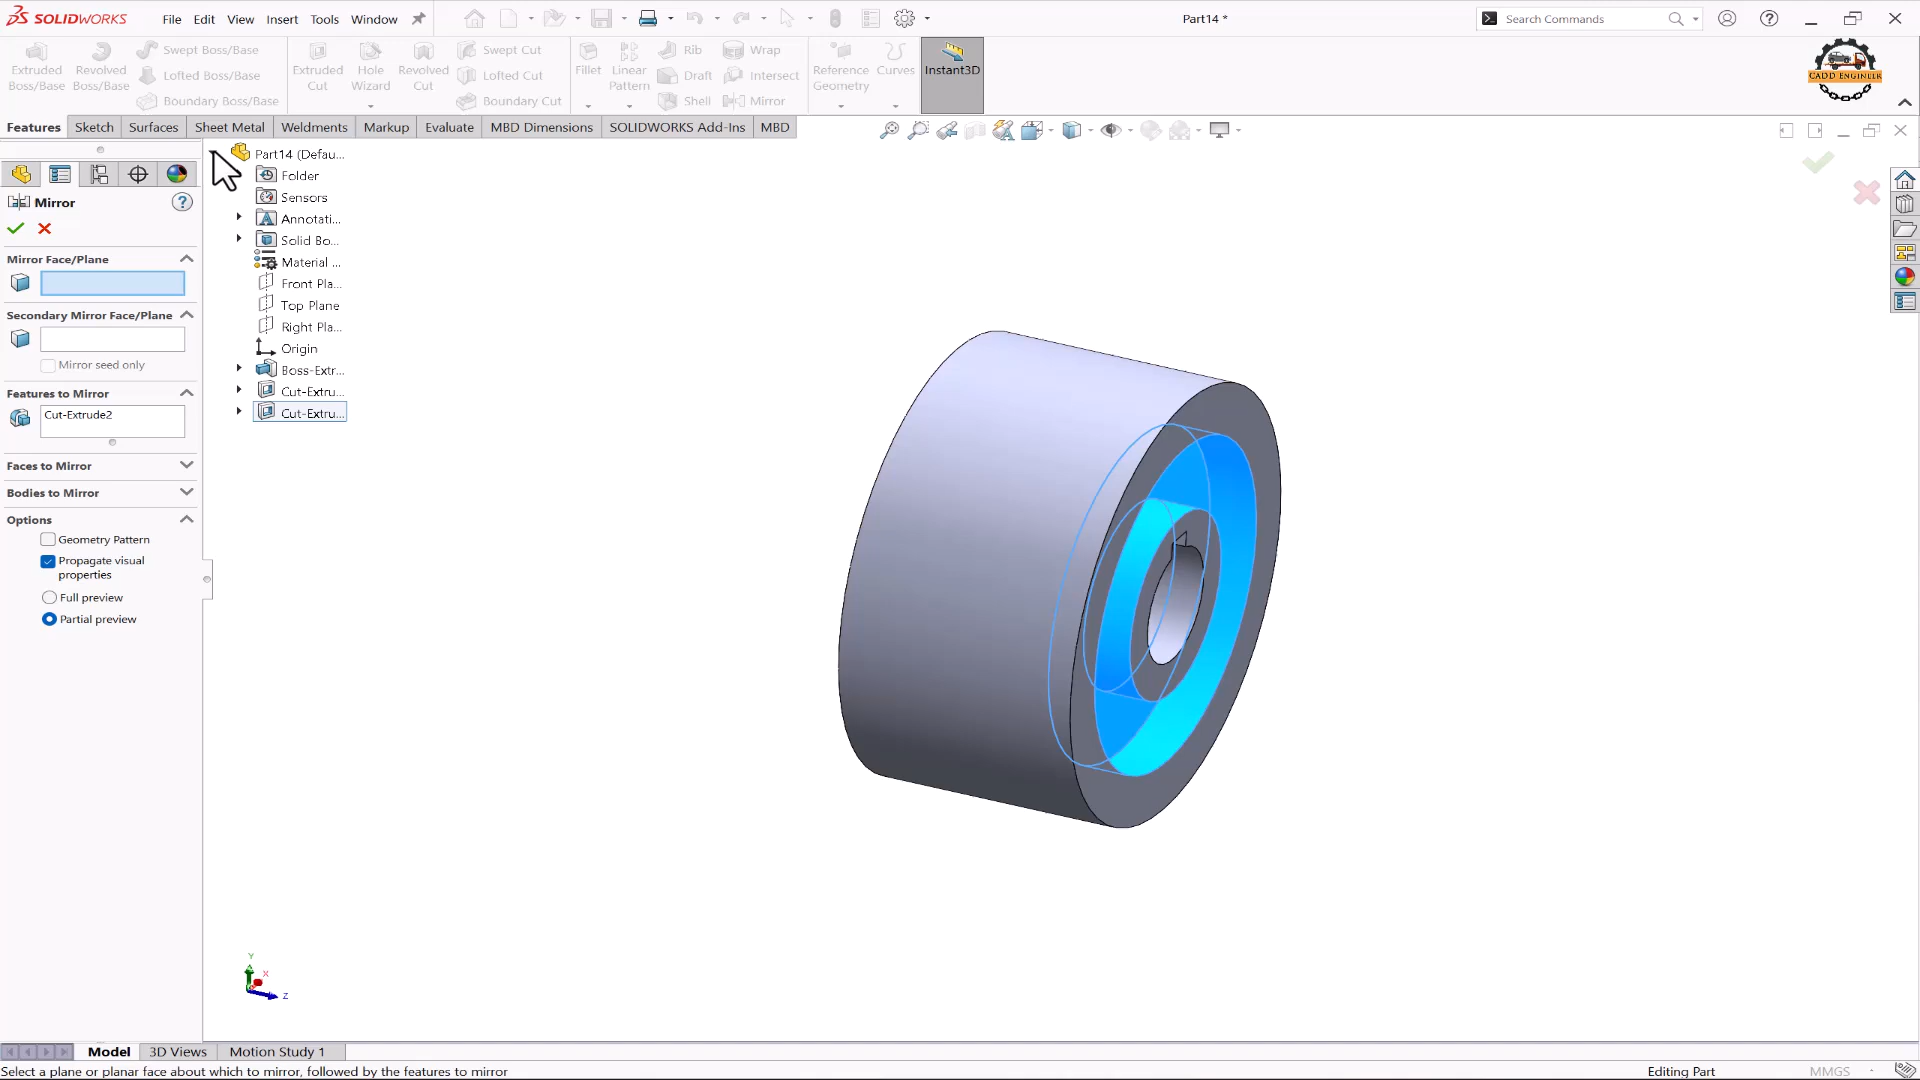 SOLIDWORKS
File
Edit
View
Insert
Tools
Window
Part14 *
Search Commands
Extruded Boss/Base
Revolved Boss/Base
Swept Boss/Base
Lofted Boss/Base
Boundary Boss/Base
Extruded Cut
Hole Wizard
Revolved Cut
Swept Cut
Lofted Cut
Boundary Cut
Fillet
Linear Pattern
Rib
Draft
Shell
Wrap
Intersect
Mirror
Reference Geometry
Curves
Instant3D
CADD ENGINEER
Features
Sketch
Surfaces
Sheet Metal
Weldments
Markup
Evaluate
MBD Dimensions
SOLIDWORKS Add-Ins
MBD
Mirror
Mirror Face/Plane
Secondary Mirror Face/Plane
Mirror seed only
Features to Mirror
Cut-Extrude2
Faces to Mirror
Bodies to Mirror
Options
Geometry Pattern
Propagate visual
properties
Full preview
Partial preview
Part14 (Defau...
Folder
Sensors
Annotati...
Solid Bo...
Material ...
Front Pla...
Top Plane
Right Pla...
Origin
Boss-Extr...
Cut-Extru...
Cut-Extru...
Y
X
Z
Model
3D Views
Motion Study 1
Select a plane or planar face about which to mirror, followed by the features to mirror
Editing Part
MMGS